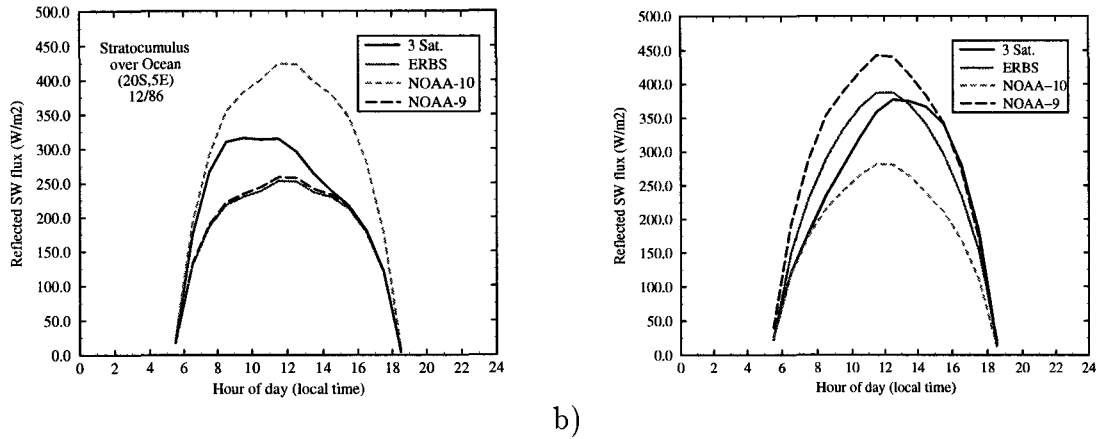 500.0
450.0
400.0
350.0
300.0
250.0
200.0
150.0
100.0
50.0
0.0
Reflected SW flux (W/m2)
Stratocumulus
over Ocean
(20S,5E)
12/86
3 Sat.
ERBS
NOAA-10
NOAA-9
0 2 4 6 8 10 12 14 16 18 20 22 24
Hour of day (local time)
b)
500.0
450.0
400.0
350.0
300.0
250.0
200.0
150.0
100.0
50.0
0.0
Reflected SW flux (W/m2)
3 Sat.
ERBS
NOAA-10
NOAA-9
0 2 4 6 8 10 12 14 16 18 20 22 24
Hour of day (local time)